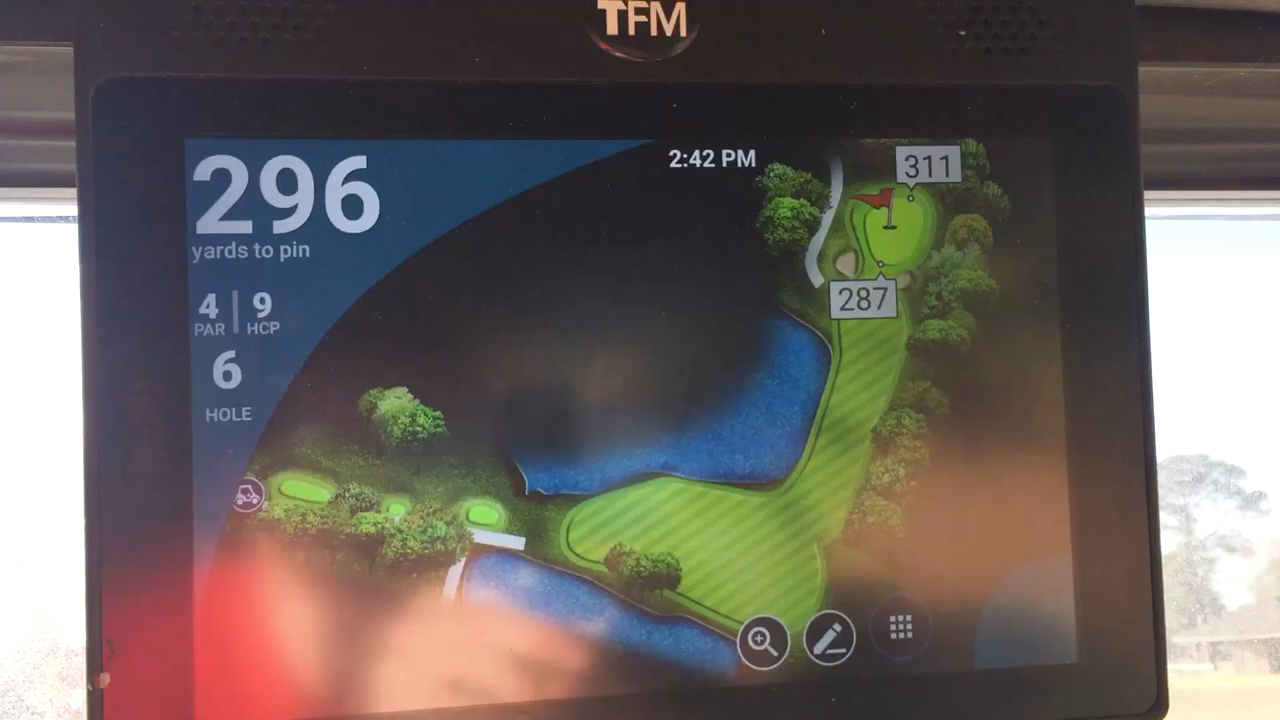 TFM
296
yards to pin
2:42 PM
311
287
4 | 9
PAR HCP
6
HOLE